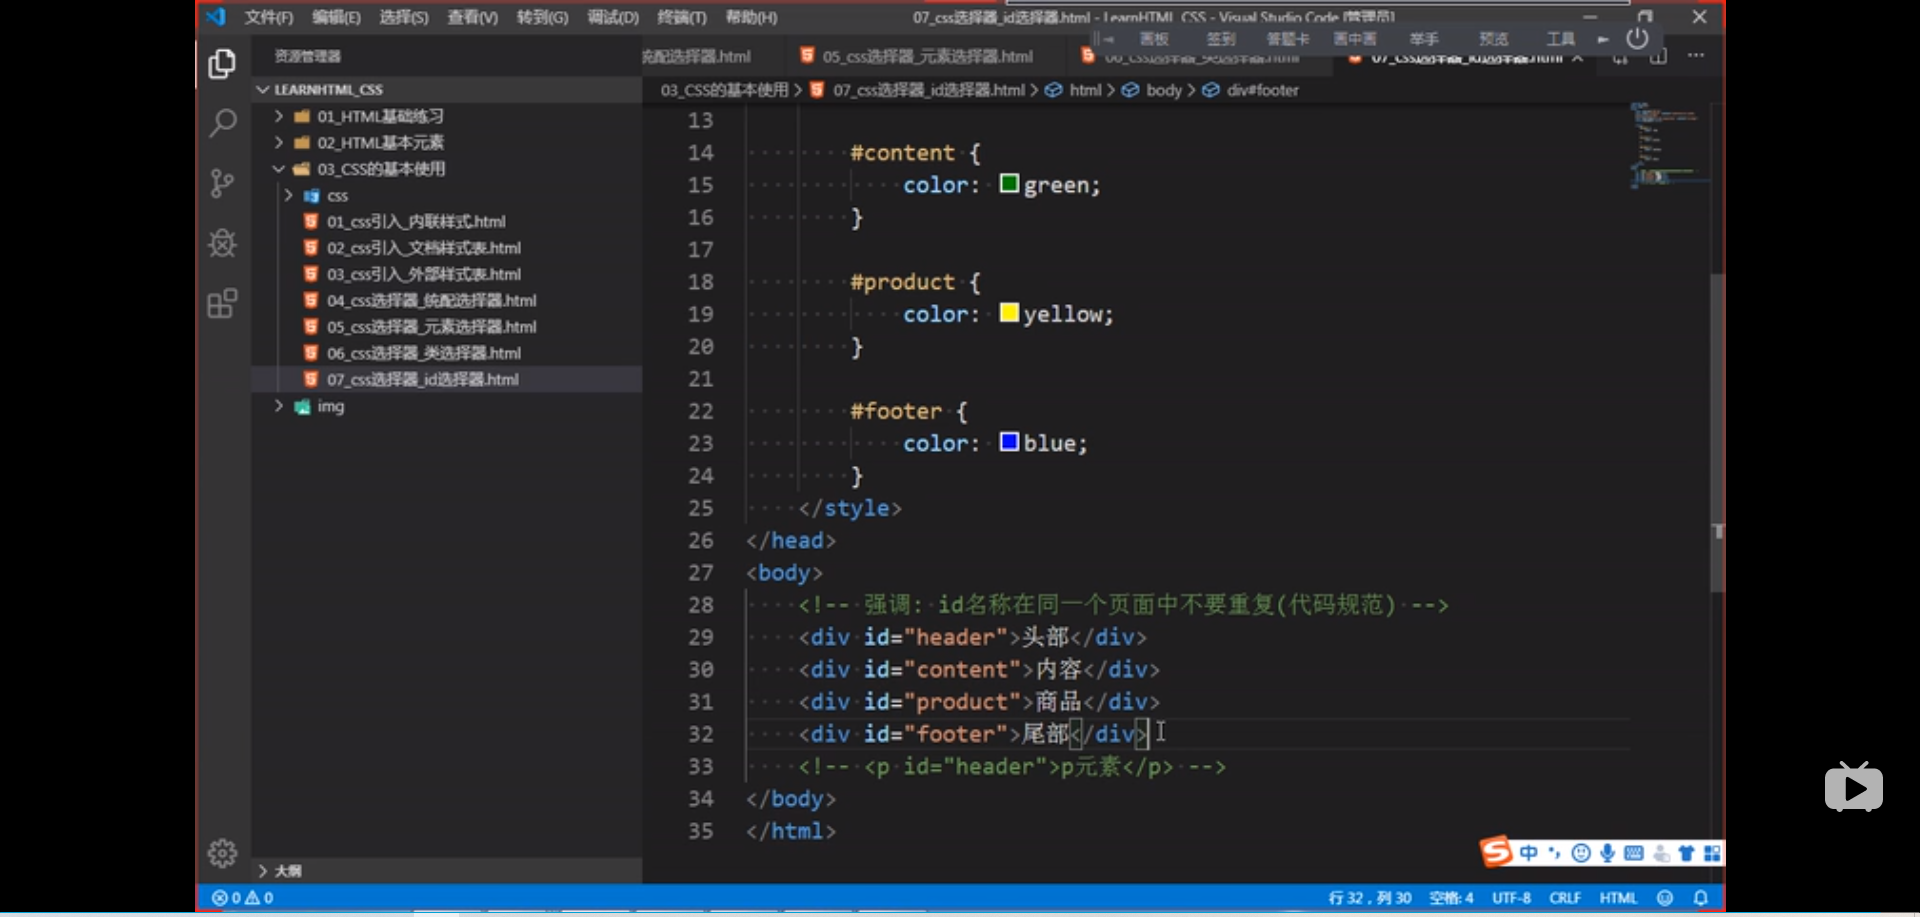 文件(F) 编辑(E) 选择(S) 查看(V) 转到(G) 调试(D) 终端(T) 帮助(H) 07_css选择器_id选择器.html - LearnHTML_CSS - Visual Studio Code [管理员]
画板 签到 答题卡 画中画 举手 预览 工具
资源管理器
统配选择器.html 05_css选择器_元素选择器.html 06_css选择器_类选择器.html 07_css选择器_id选择器.html
LEARNHTML_CSS
03_CSS的基本使用 > 07_css选择器_id选择器.html > html > body > div#footer
01_HTML基础练习
02_HTML基本元素
03_CSS的基本使用
css
01_css引入_内联样式.html
02_css引入_文档样式表.html
03_css引入_外部样式表.html
04_css选择器_统配选择器.html
05_css选择器_元素选择器.html
06_css选择器_类选择器.html
07_css选择器_id选择器.html
img
大纲
13
14 #content {
15 color: green;
16 }
17
18 #product {
19 color: yellow;
20 }
21
22 #footer {
23 color: blue;
24 }
25 </style>
26 </head>
27 <body>
28 <!-- 强调: id名称在同一个页面中不要重复(代码规范) -->
29 <div id="header">头部</div>
30 <div id="content">内容</div>
31 <div id="product">商品</div>
32 <div id="footer">尾部</div>
33 <!-- <p id="header">p元素</p> -->
34 </body>
35 </html>
中
0 0 行 32，列 30 空格: 4 UTF-8 CRLF HTML